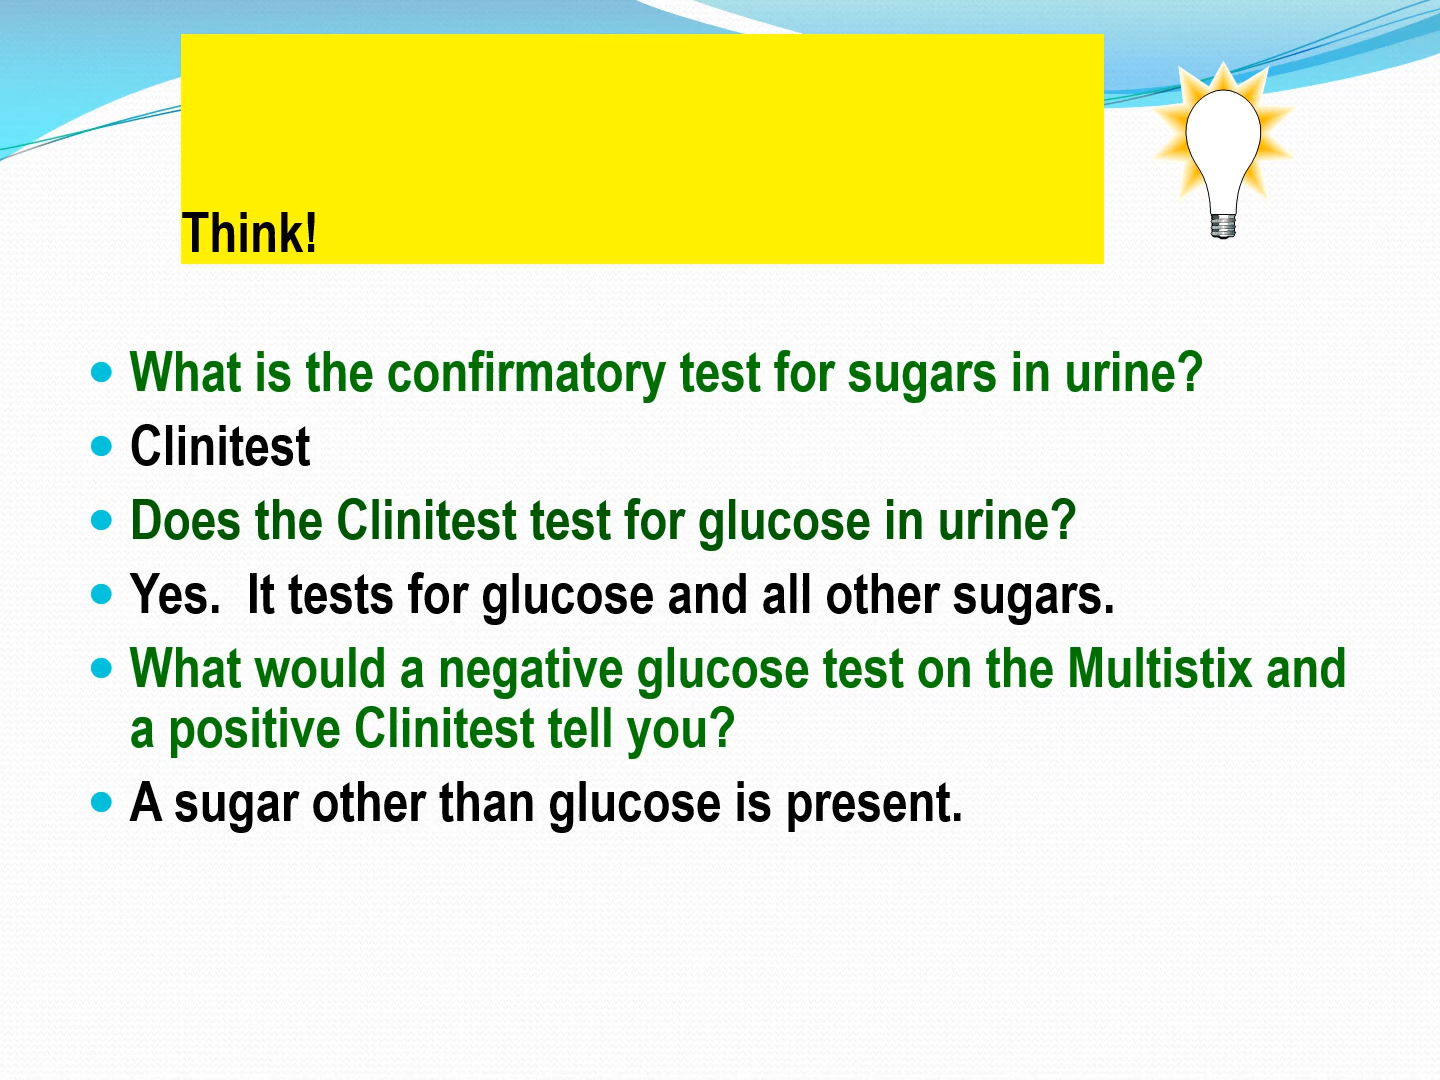 Think!
What is the confirmatory test for sugars in urine?
Clinitest
Does the Clinitest test for glucose in urine?
Yes.  It tests for glucose and all other sugars.
What would a negative glucose test on the Multistix and
a positive Clinitest tell you?
A sugar other than glucose is present.